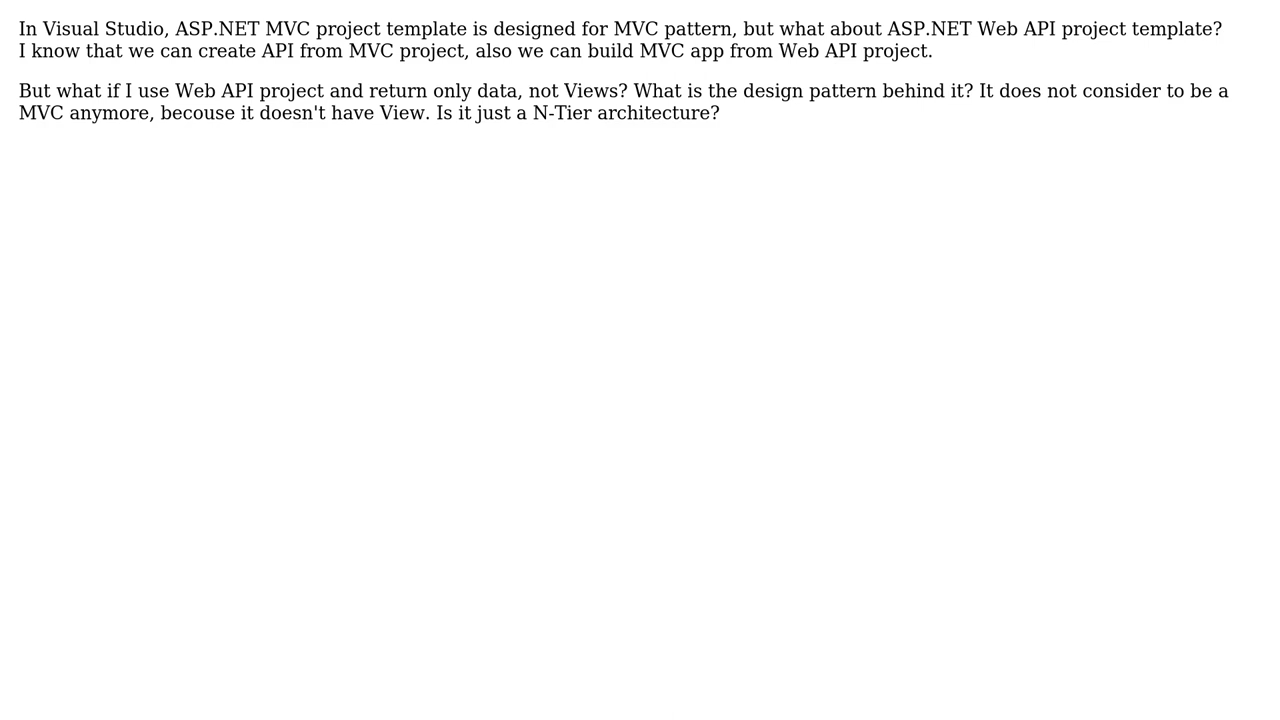 In Visual Studio, ASP.NET MVC project template is designed for MVC pattern, but what about ASP.NET Web API project template?
I know that we can create API from MVC project, also we can build MVC app from Web API project.
But what if I use Web API project and return only data, not Views? What is the design pattern behind it? It does not consider to be a
MVC anymore, becouse it doesn't have View. Is it just a N-Tier architecture?